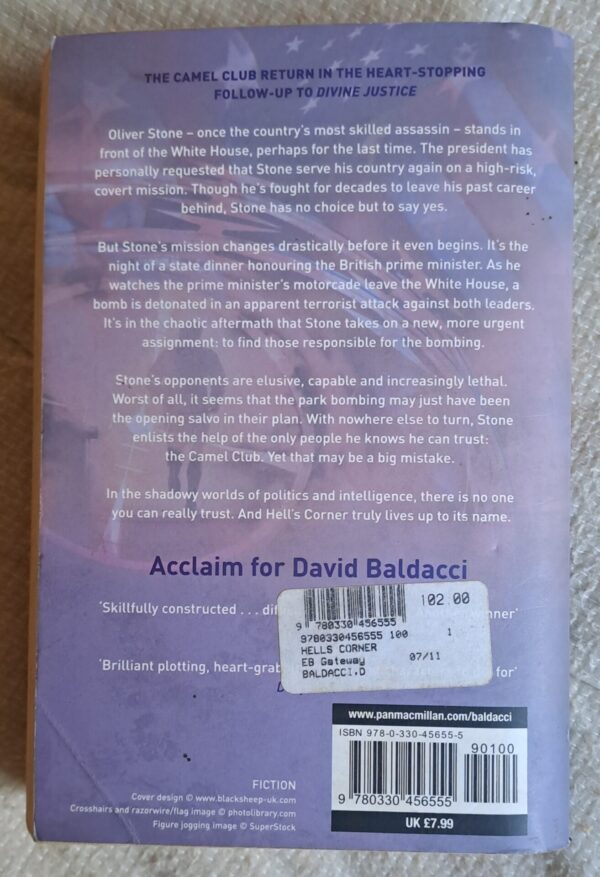 THE CAMEL CLUB RETURN IN THE HEART-STOPPING
FOLLOW-UP TO DIVINE JUSTICE
Oliver Stone – once the country's most skilled assassin – stands in
front of the White House, perhaps for the last time. The president has
personally requested that Stone serve his country again on a high-risk,
covert mission. Though he's fought for decades to leave his past career
behind, Stone has no choice but to say yes.
But Stone's mission changes drastically before it even begins. It's the
night of a state dinner honouring the British prime minister. As he
watches the prime minister's motorcade leave the White House, a
bomb is detonated in an apparent terrorist attack against both leaders.
It's in the chaotic aftermath that Stone takes on a new, more urgent
assignment: to find those responsible for the bombing.
Stone's opponents are elusive, capable and increasingly lethal.
Worst of all, it seems that the park bombing may just have been
the opening salvo in their plan. With nowhere else to turn, Stone
enlists the help of the only people he knows he can trust:
the Camel Club. Yet that may be a big mistake.
In the shadowy worlds of politics and intelligence, there is no one
you can really trust. And Hell's Corner truly lives up to its name.
Acclaim for David Baldacci
'Skillfully constructed . . .
102.00
9 780330 456555
9780330456555 100 1
HELLS CORNER
EB Gateway 07/11
BALDACCI.D
'Brilliant plotting, for'
www.panmacmillan.com/baldacci
ISBN 978-0-330-45655-5
90100
9 780330 456555
UK £7.99
FICTION
Cover design © www.blacksheep-uk.com
Crosshairs and razorwire/flag image © photolibrary.com
Figure jogging image © SuperStock